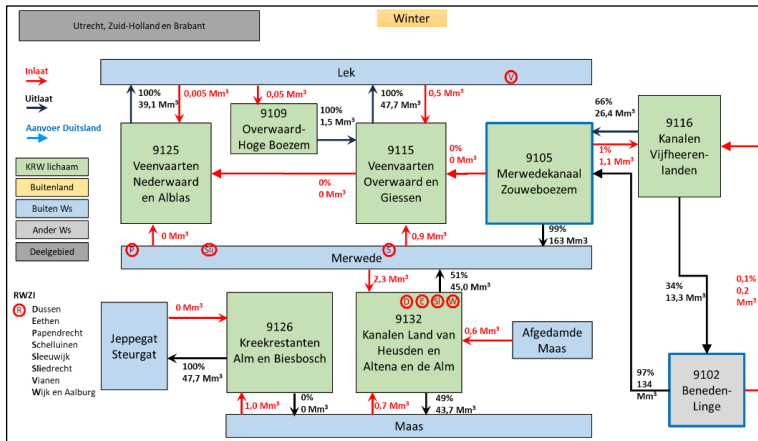 Utrecht, Zuid-Holland en Brabant
Winter
Inlaat
Uitlaat
Aanvoer Duitsland
KRW lichaam
Buitenland
Buiten Ws
Ander Ws
Deelgebied
Lek
V
100%
39,1 Mm³
0,005 Mm³
0,05 Mm³
100%
47,7 Mm³
0,5 Mm³
9109
Overwaard-
Hoge Boezem
100%
1,5 Mm³
9125
Veenvaarten
Nederwaard
en Alblas
9115
Veenvaarten
Overwaard en
Giessen
0%
0 Mm³
0%
0 Mm³
9105
Merwedekanaal
Zouweboezem
66%
26,4 Mm³
1%
1,1 Mm³
9116
Kanalen
Vijfheeren-
landen
P
0 Mm³
Sli
S
0,9 Mm³
99%
163 Mm3
Merwede
2,3 Mm³
51%
45,0 Mm³
34%
13,3 Mm³
0,1%
0,2
Mm³
RWZI
R
Dussen
Eethen
Papendrecht
Schelluinen
Sleeuwijk
Sliedrecht
Vianen
Wijk en Aalburg
Jeppegat
Steurgat
0 Mm³
100%
47,7 Mm³
9126
Kreekrestanten
Alm en Biesbosch
D
E
Sl
W
9132
Kanalen Land van
Heusden en
Altena en de Alm
0,6 Mm³
Afgedamde
Maas
97%
134
Mm³
9102
Beneden-
Linge
1,0 Mm³
0%
0 Mm³
0,7 Mm³
49%
43,7 Mm³
Maas